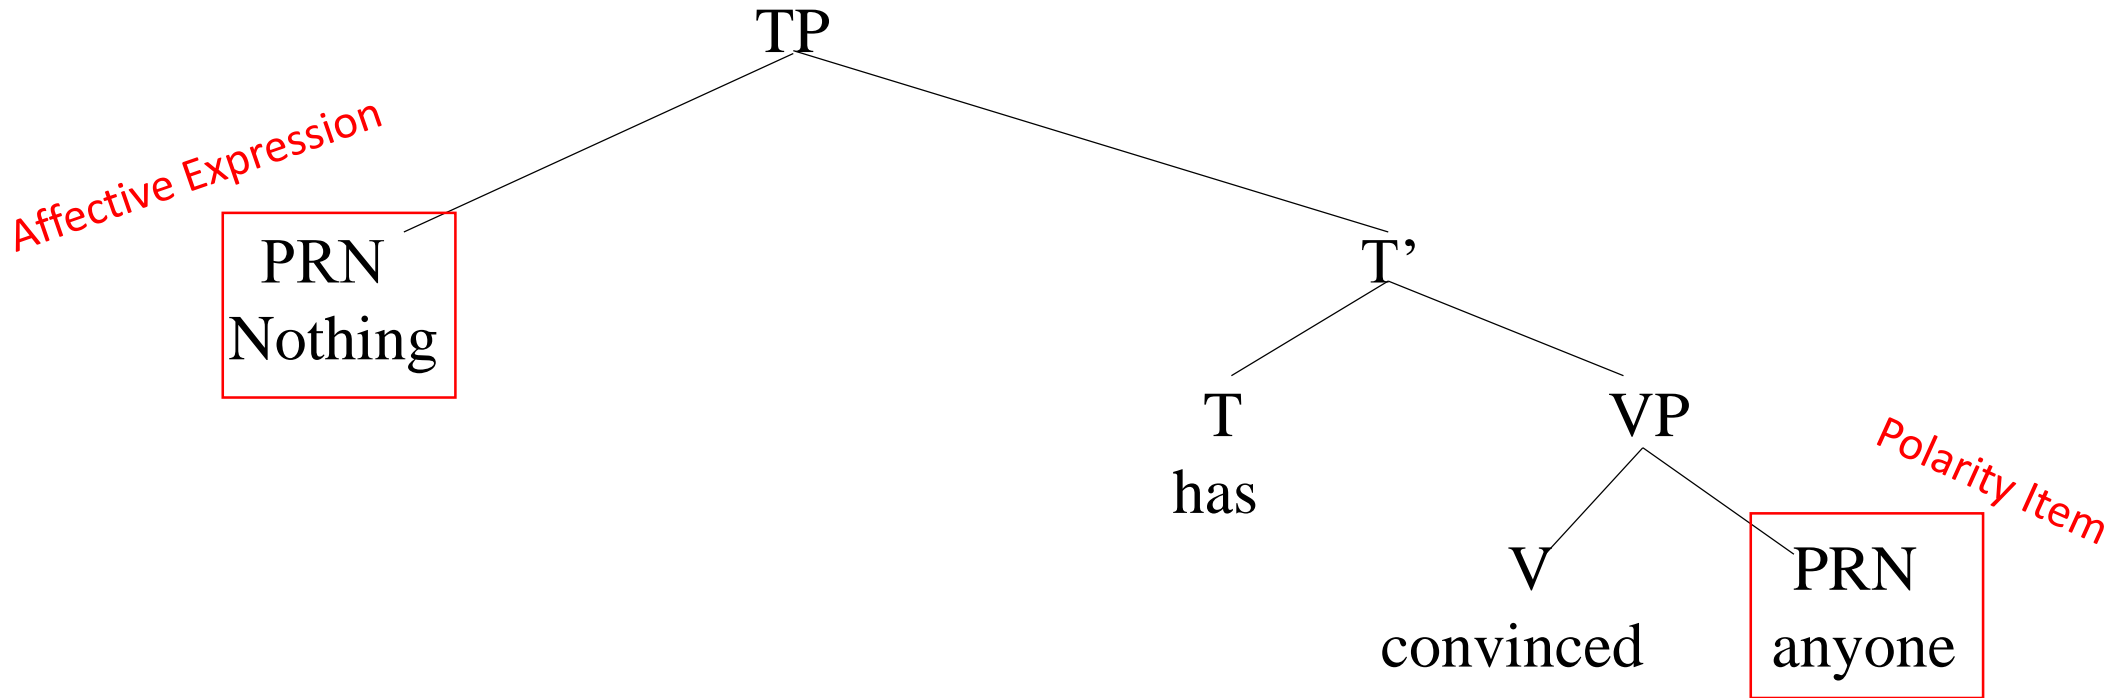 TP
Affective Expression
PRN
T’
Nothing
T
VP
Polarity Item
has
V
PRN
convinced
anyone